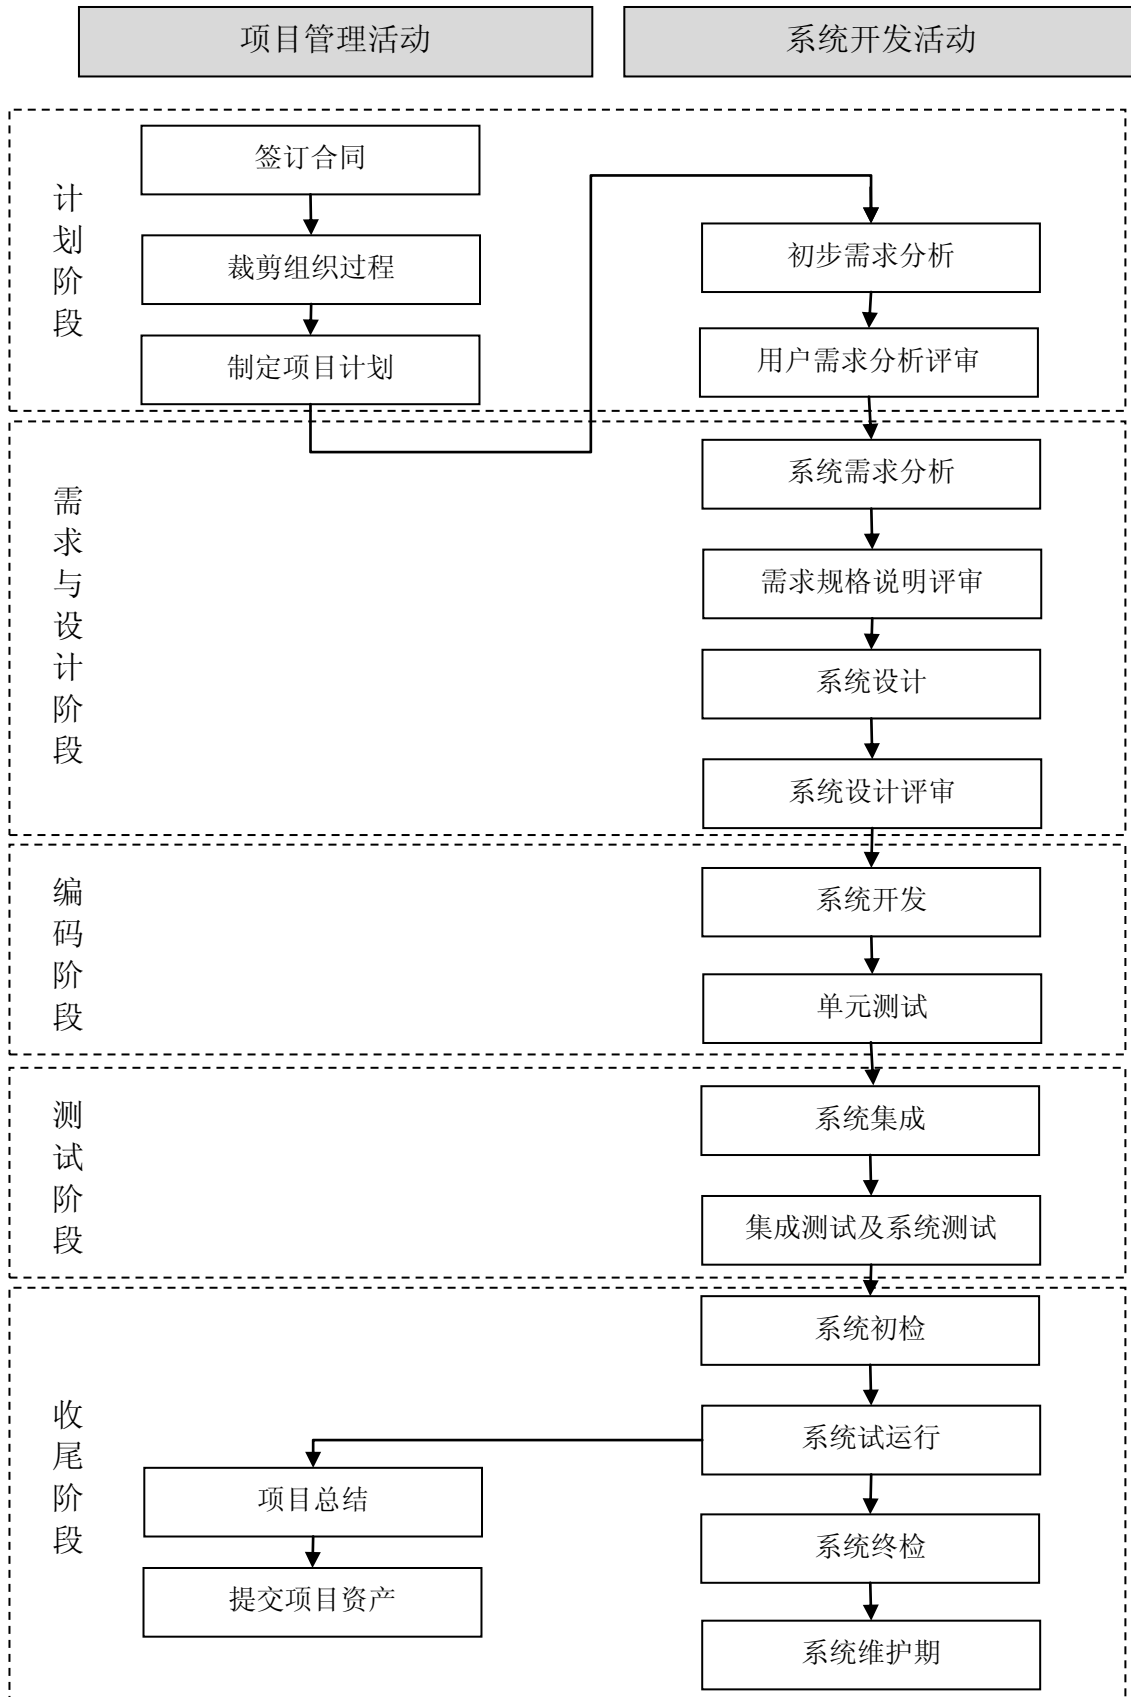 项目管理活动
系统开发活动
计划阶段
签订合同
裁剪组织过程
制定项目计划
初步需求分析
用户需求分析评审
需求与设计阶段
系统需求分析
需求规格说明评审
系统设计
系统设计评审
编码阶段
系统开发
单元测试
测试阶段
系统集成
集成测试及系统测试
收尾阶段
系统初检
系统试运行
项目总结
系统终检
提交项目资产
系统维护期